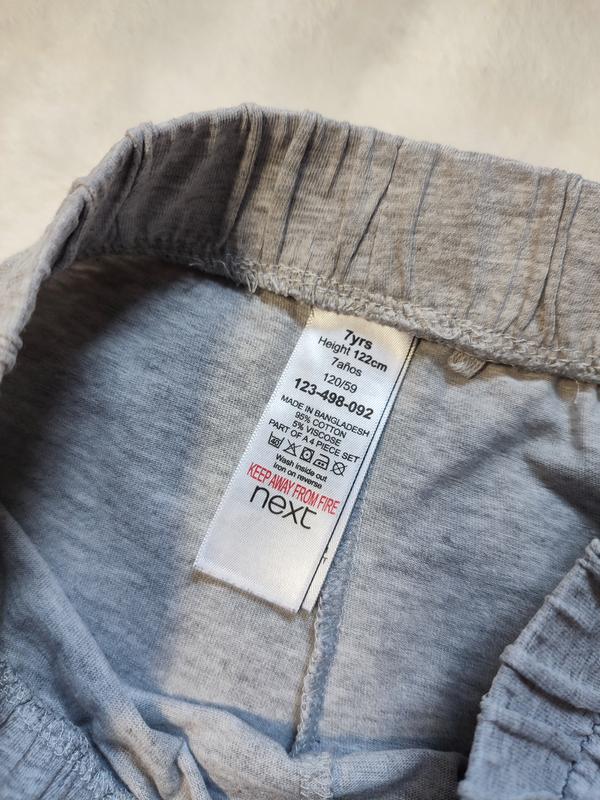 7yrs
Height 122cm
7años
120/59
123-498-092
MADE IN BANGLADESH
95% COTTON
5% VISCOSE
PART OF A 4 PIECE SET
Wash inside out
Iron on reverse
KEEP AWAY FROM FIRE
next